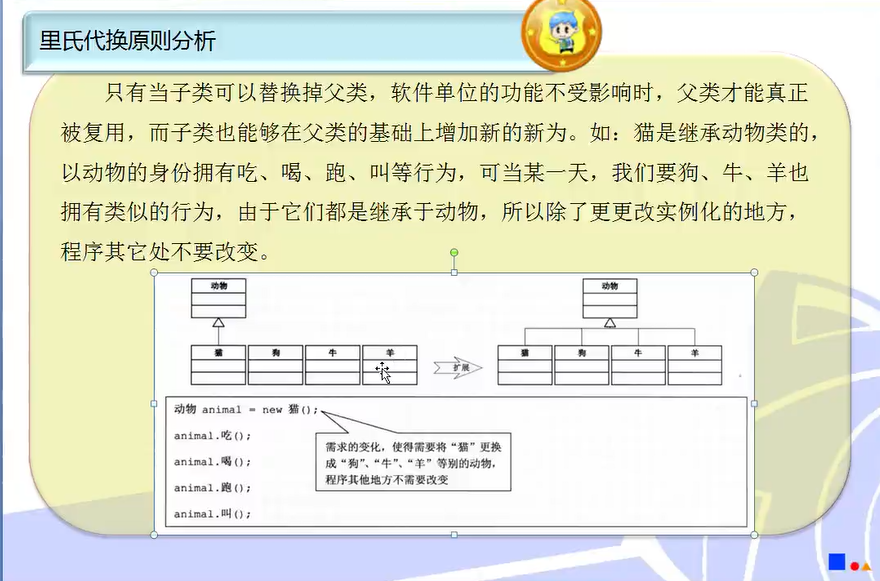 里氏代换原则分析
只有当子类可以替换掉父类，软件单位的功能不受影响时，父类才能真正
被复用，而子类也能够在父类的基础上增加新的新为。如：猫是继承动物类的，
以动物的身份拥有吃、喝、跑、叫等行为，可当某一天，我们要狗、牛、羊也
拥有类似的行为，由于它们都是继承于动物，所以除了更更改实例化的地方，
程序其它处不要改变。
动物 动物
猫 狗 牛 羊 扩展 猫 狗 牛 羊
动物 animal = new 猫();
animal.吃();
animal.喝();
animal.跑();
animal.叫();
需求的变化，使得需要将“猫”更换
成“狗”、“牛”、“羊”等别的动物，
程序其他地方不需要改变